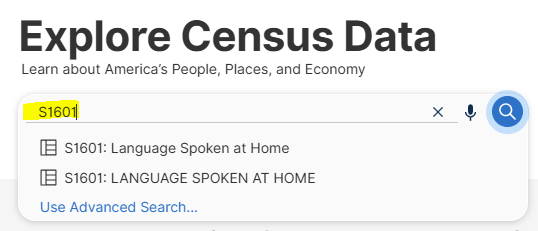 Explore Census Data
Learn about America's People, Places, and Economy
S1601
S1601: Language Spoken at Home
S1601: LANGUAGE SPOKEN AT HOME
Use Advanced Search...